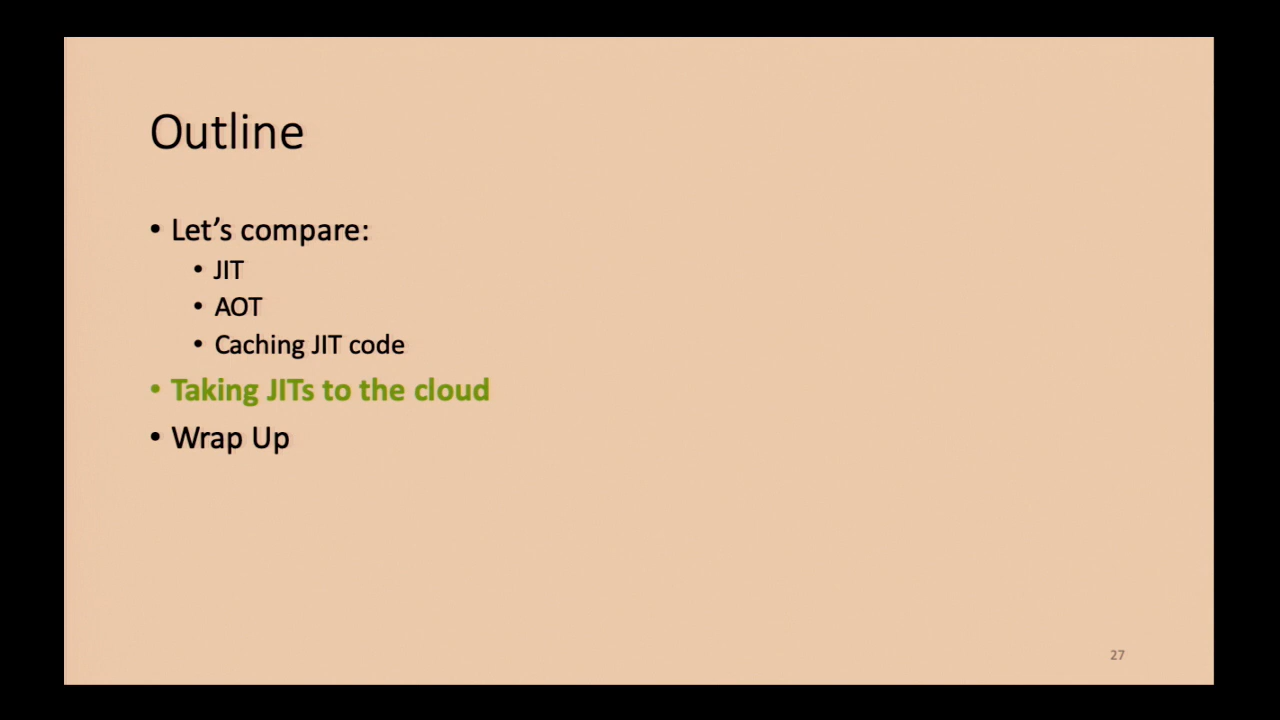 Outline
• Let's compare:
• JIT
• AOT
• Caching JIT code
• Taking JITs to the cloud
• Wrap Up
27